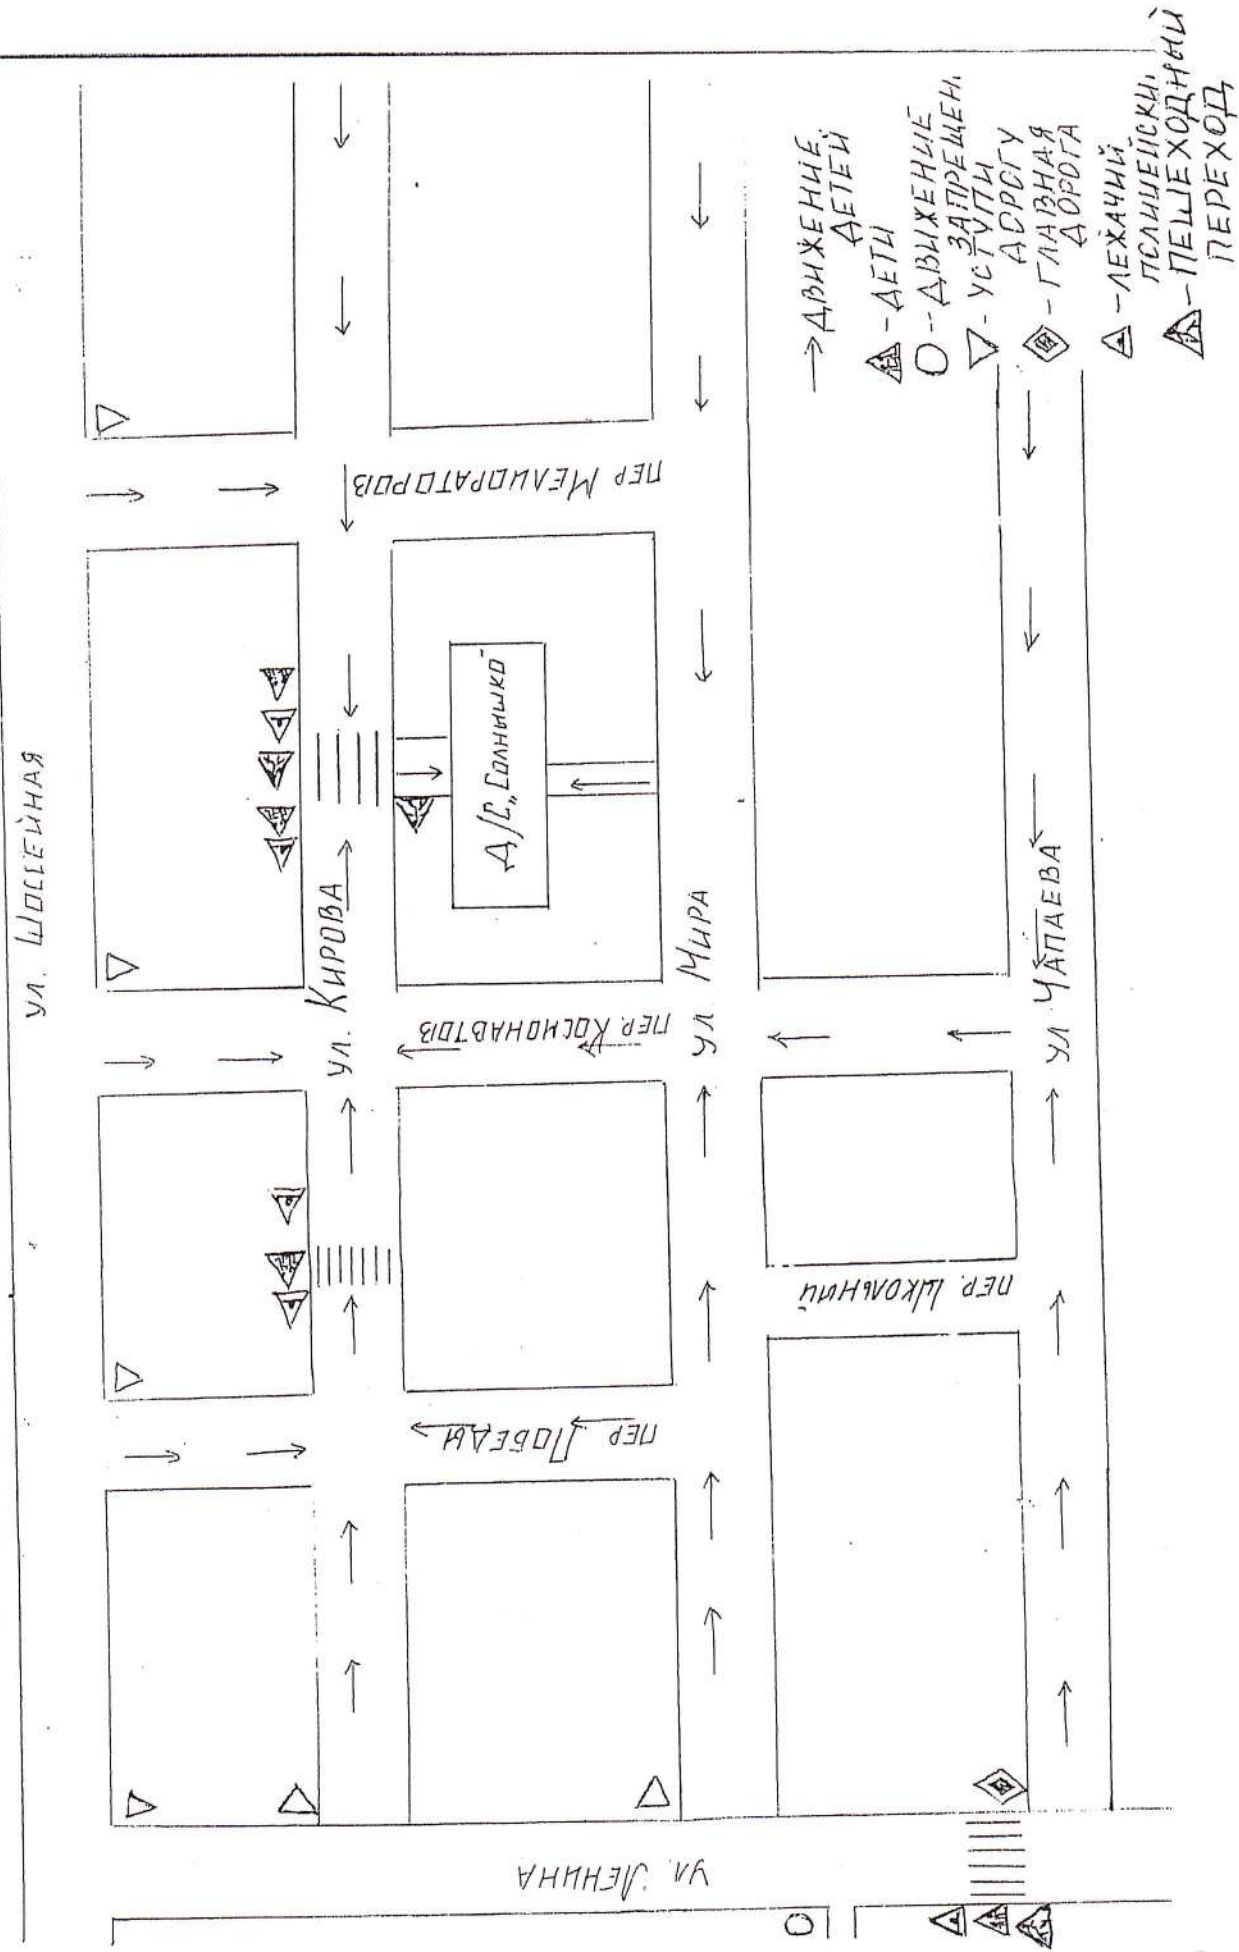 ул. Шоссейная
пер Мелиораторов
Д/С „Солнышко"
ул. Кирова
пер. Космонавтов
ул. Мира
ул Чапаева
пер. Школьный
пер Победы
ул. Ленина
→ ДВИЖЕНИЕ
ДЕТЕЙ
- ДЕТИ
- ДВИЖЕНИЕ
ЗАПРЕЩЕН.
- УСТУПИ
ДОРОГУ
- ГЛАВНАЯ
ДОРОГА
- ЛЕЖАЧИЙ
ПОЛИЦЕЙСКИ.
- ПЕШЕХОДНЫЙ
ПЕРЕХОД